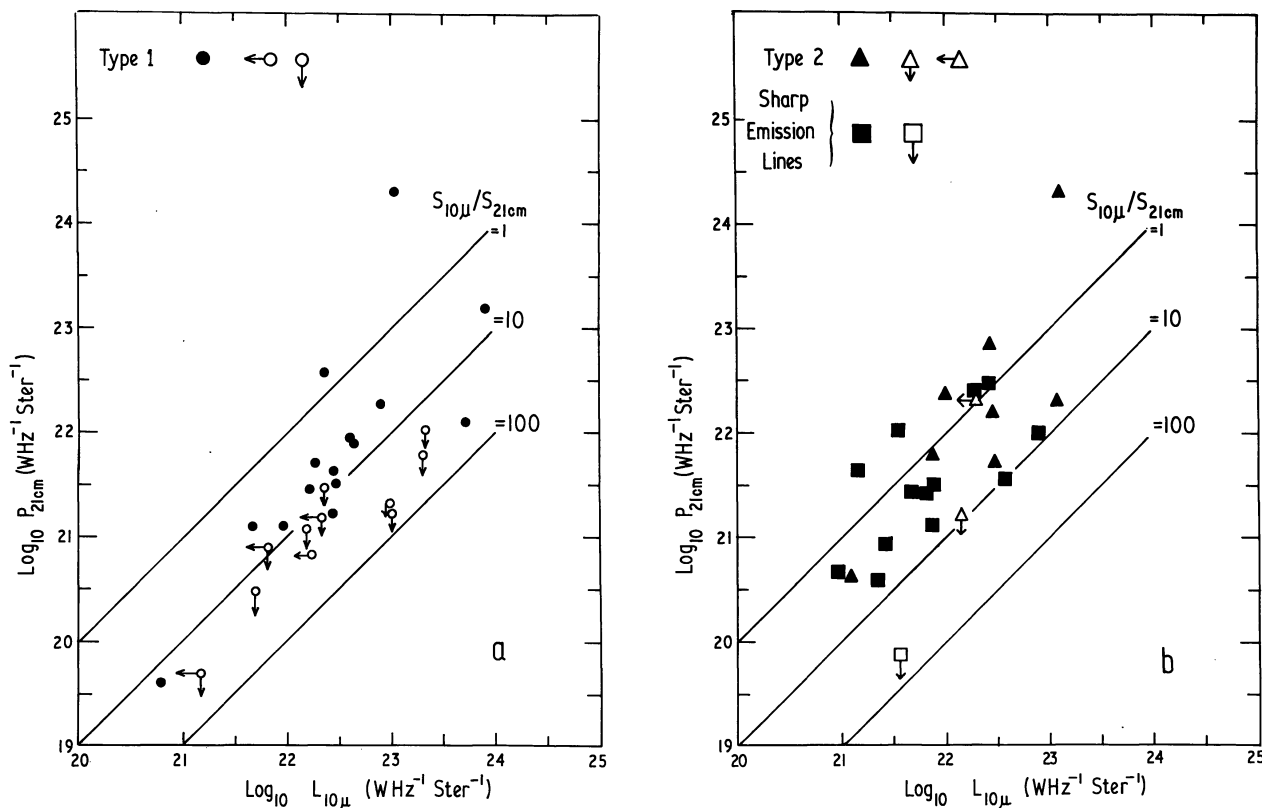 Type 1
25
24
23
22
21
20
19
Log₁₀ P₂₁cm (WHz⁻¹ Ster⁻¹)
S₁₀μ/S₂₁cm
=1
=10
=100
a
20 21 22 23 24 25
Log₁₀ L₁₀μ (WHz⁻¹ Ster⁻¹)
Type 2
Sharp
Emission
Lines
25
24
23
22
21
20
19
Log₁₀ P₂₁cm (WHz⁻¹ Ster⁻¹)
S₁₀μ/S₂₁cm
=1
=10
=100
b
20 21 22 23 24 25
Log₁₀ L₁₀μ (WHz⁻¹ Ster⁻¹)